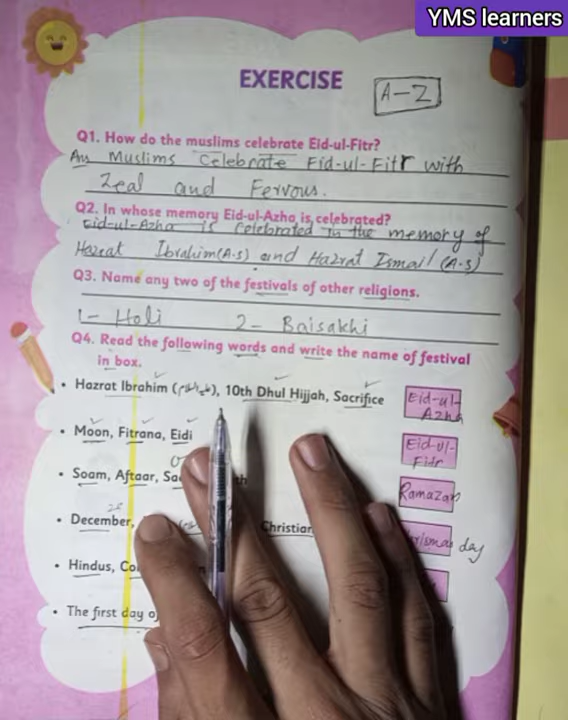 YMS learners
EXERCISE
A-Z
Q1. How do the muslims celebrate Eid-ul-Fitr?
Ans Muslims Celebrate Eid-ul-Fitr with
Zeal and Fervous.
Q2. In whose memory Eid-ul-Azha is celebrated?
Eid-ul-Azha is celebrated in the memory of
Hazrat Ibrahim (A.S) and Hazrat Ismail (A.S)
Q3. Name any two of the festivals of other religions.
1- Holi 2- Baisakhi
Q4. Read the following words and write the name of festival
in box.
• Hazrat Ibrahim, 10th Dhul Hijjah, Sacrifice
Eid-ul-
Azha
• Moon, Fitrana, Eidi
Eid-ul-
Fitr
• Soam, Aftaar,
Ramazan
• December, Christian
day
• Hindus,
• The first day